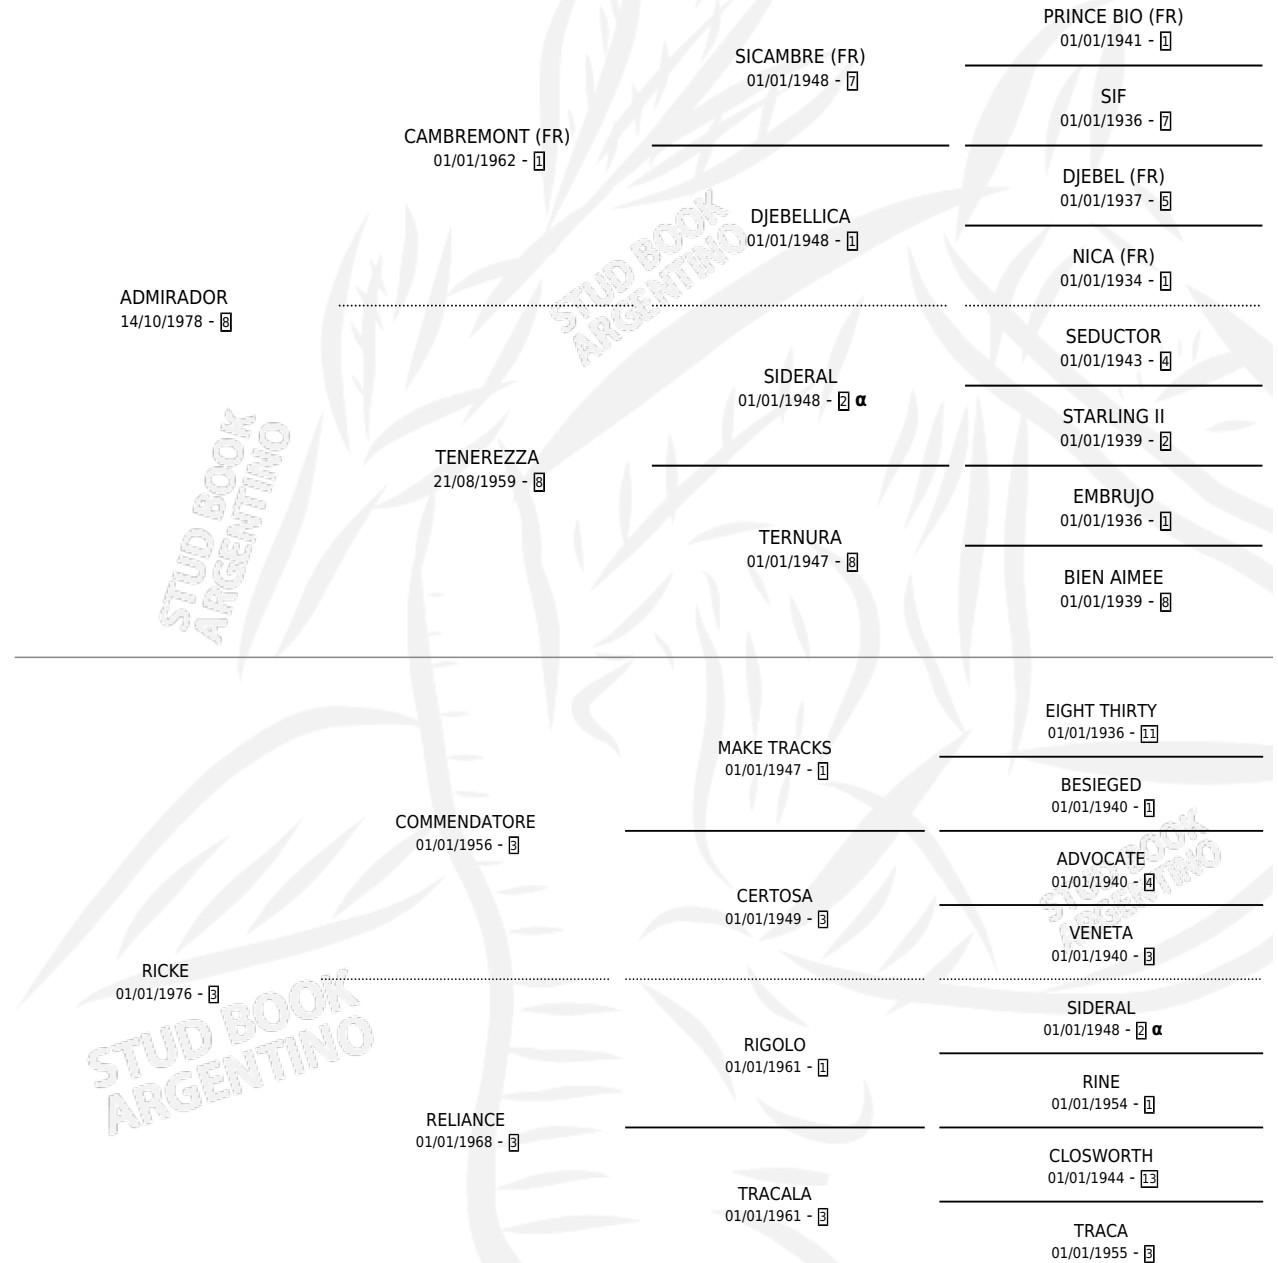 PRINCE BIO (FR)
01/01/1941 - 1
SICAMBRE (FR)
01/01/1948 - 7
SIF
01/01/1936 - 7
CAMBREMONT (FR)
01/01/1962 - 1
DJEBEL (FR)
01/01/1937 - 5
DJEBELLICA
01/01/1948 - 1
NICA (FR)
01/01/1934 - 1
ADMIRADOR
14/10/1978 - 8
SEDUCTOR
01/01/1943 - 4
SIDERAL
01/01/1948 - 2 α
STARLING II
01/01/1939 - 2
TENEREZZA
21/08/1959 - 8
EMBRUJO
01/01/1936 - 1
TERNURA
01/01/1947 - 8
BIEN AIMEE
01/01/1939 - 8
EIGHT THIRTY
01/01/1936 - 11
MAKE TRACKS
01/01/1947 - 1
BESIEGED
01/01/1940 - 1
COMMENDATORE
01/01/1956 - 3
ADVOCATE
01/01/1940 - 4
CERTOSA
01/01/1949 - 3
VENETA
01/01/1940 - 3
RICKE
01/01/1976 - 3
SIDERAL
01/01/1948 - 2 α
RIGOLO
01/01/1961 - 1
RINE
01/01/1954 - 1
RELIANCE
01/01/1968 - 3
CLOSWORTH
01/01/1944 - 13
TRACALA
01/01/1961 - 3
TRACA
01/01/1955 - 3
STUD BOOK
ARGENTINO
STUD BOOK
ARGENTINO
STUD BOOK
ARGENTINO
STUD BOOK
ARGENTINO